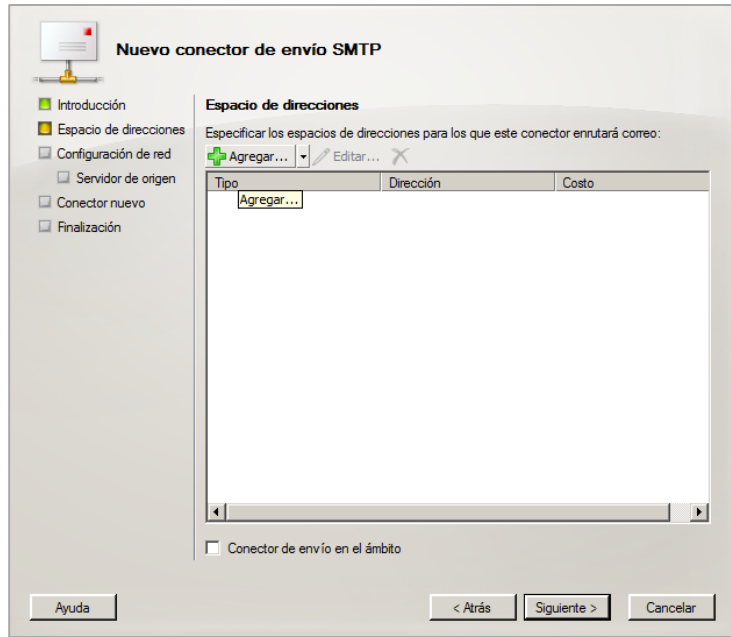 Nuevo conector de envío SMTP
Introducción
Espacio de direcciones
Configuración de red
Servidor de origen
Conector nuevo
Finalización
Espacio de direcciones
Especificar los espacios de direcciones para los que este conector enrutará correo:
Agregar... Editar...
Tipo Dirección Costo
Agregar...
Conector de envío en el ámbito
Ayuda < Atrás Siguiente > Cancelar